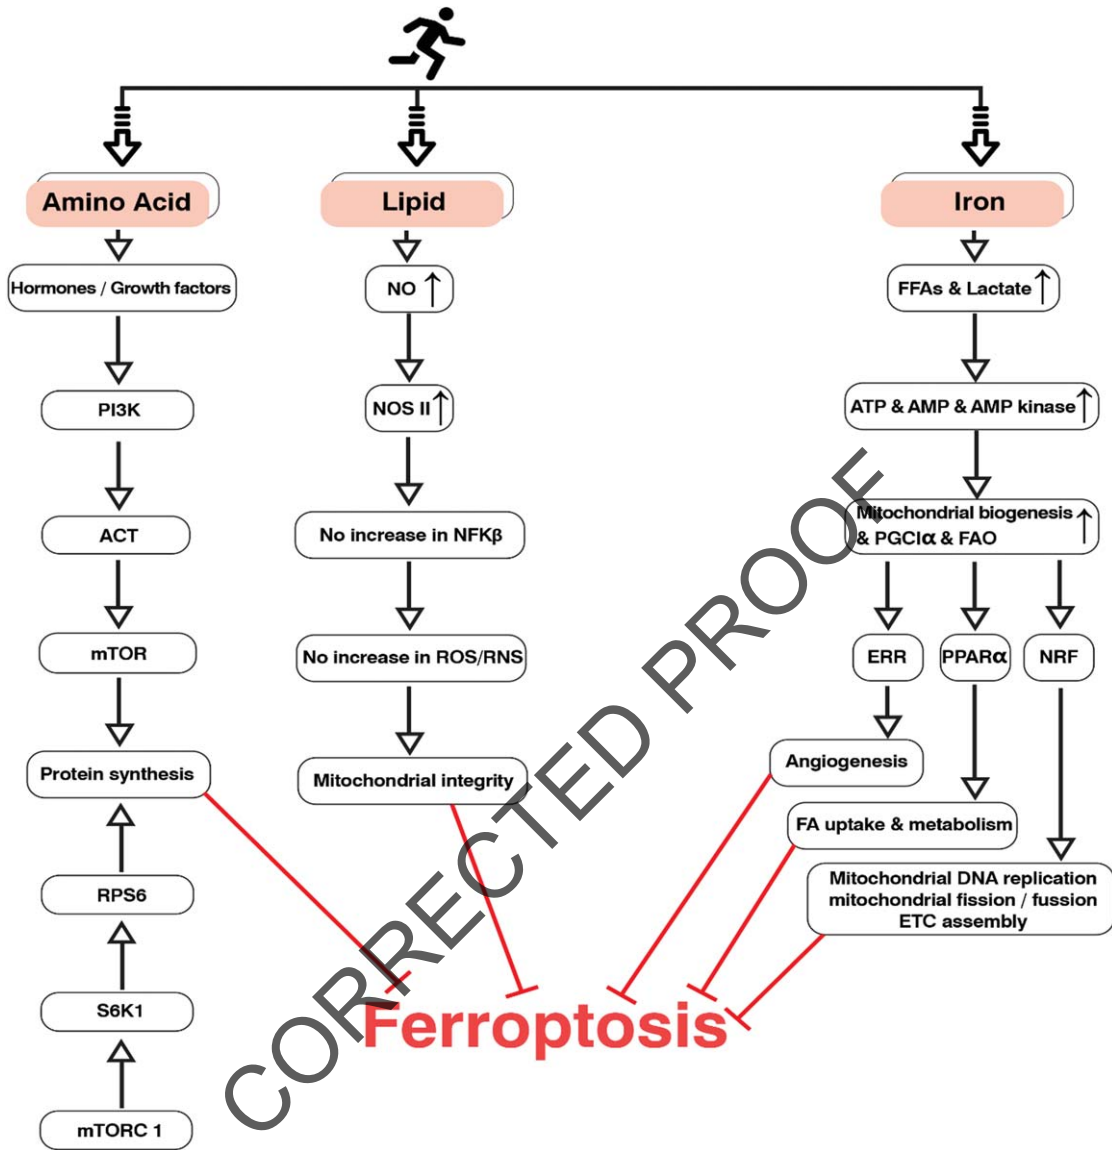 Amino Acid
Hormones / Growth factors
PI3K
ACT
mTOR
Protein synthesis
RPS6
S6K1
mTORC 1
Lipid
NO ↑
NOS II ↑
No increase in NFKβ
No increase in ROS/RNS
Mitochondrial integrity
Iron
FFAs & Lactate ↑
ATP & AMP & AMP kinase ↑
Mitochondrial biogenesis
& PGCIα & FAO ↑
ERR
PPARα
NRF
Angiogenesis
FA uptake & metabolism
Mitochondrial DNA replication
mitochondrial fission / fussion
ETC assembly
Ferroptosis
CORRECTED PROOF